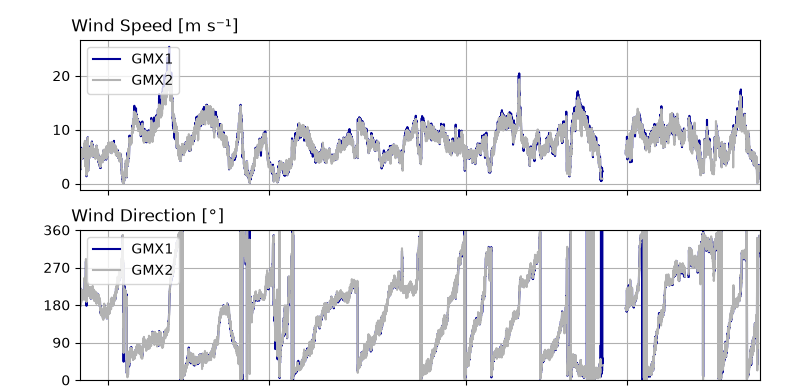 Wind Speed [m s⁻¹]
20
10
0
GMX1
GMX2
Wind Direction [°]
360
270
180
90
0
GMX1
GMX2